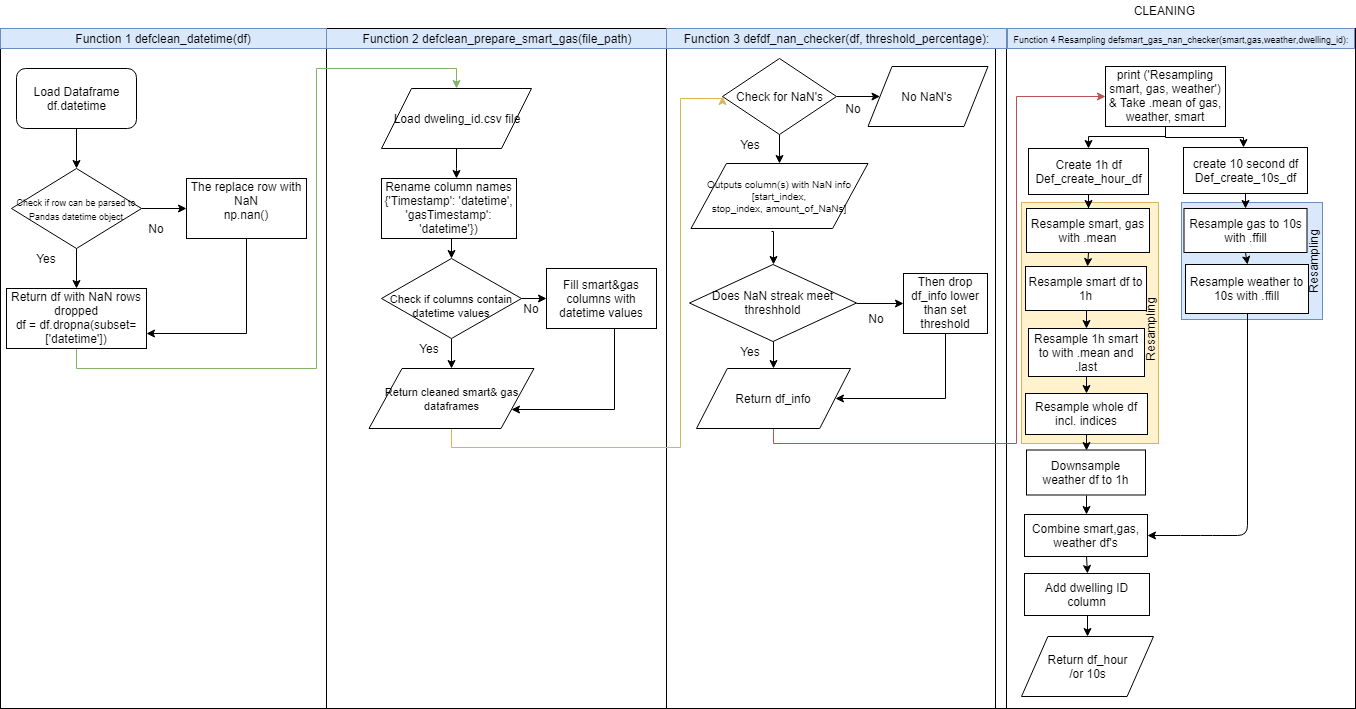 CLEANING
Function 1 defclean_datetime(df)
Load Dataframe
df.datetime
Check if row can be parsed to
Pandas datetime object
No
Yes
The replace row with
NaN
np.nan()
Return df with NaN rows
dropped
df = df.dropna(subset=
['datetime'])
Function 2 defclean_prepare_smart_gas(file_path)
Load dweling_id.csv file
Rename column names
{'Timestamp': 'datetime',
'gasTimestamp':
'datetime'})
Check if columns contain
datetime values
No
Yes
Fill smart&gas
columns with
datetime values
Return cleaned smart& gas
dataframes
Function 3 defdf_nan_checker(df, threshold_percentage):
Check for NaN's
No
Yes
No NaN's
Outputs column(s) with NaN info
[start_index,
stop_index, amount_of_NaNs]
Does NaN streak meet
threshhold
No
Yes
Then drop
df_info lower
than set
threshold
Return df_info
Function 4 Resampling defsmart_gas_nan_checker(smart,gas,weather,dwelling_id):
print ('Resampling
smart, gas, weather')
& Take .mean of gas,
weather, smart
Create 1h df
Def_create_hour_df
create 10 second df
Def_create_10s_df
Resample smart, gas
with .mean
Resample smart df to
1h
Resample 1h smart
to with .mean and
.last
Resample whole df
incl. indices
Resampling
Resample gas to 10s
with .ffill
Resample weather to
10s with .ffill
Resampling
Downsample
weather df to 1h
Combine smart,gas,
weather df's
Add dwelling ID
column
Return df_hour
/or 10s